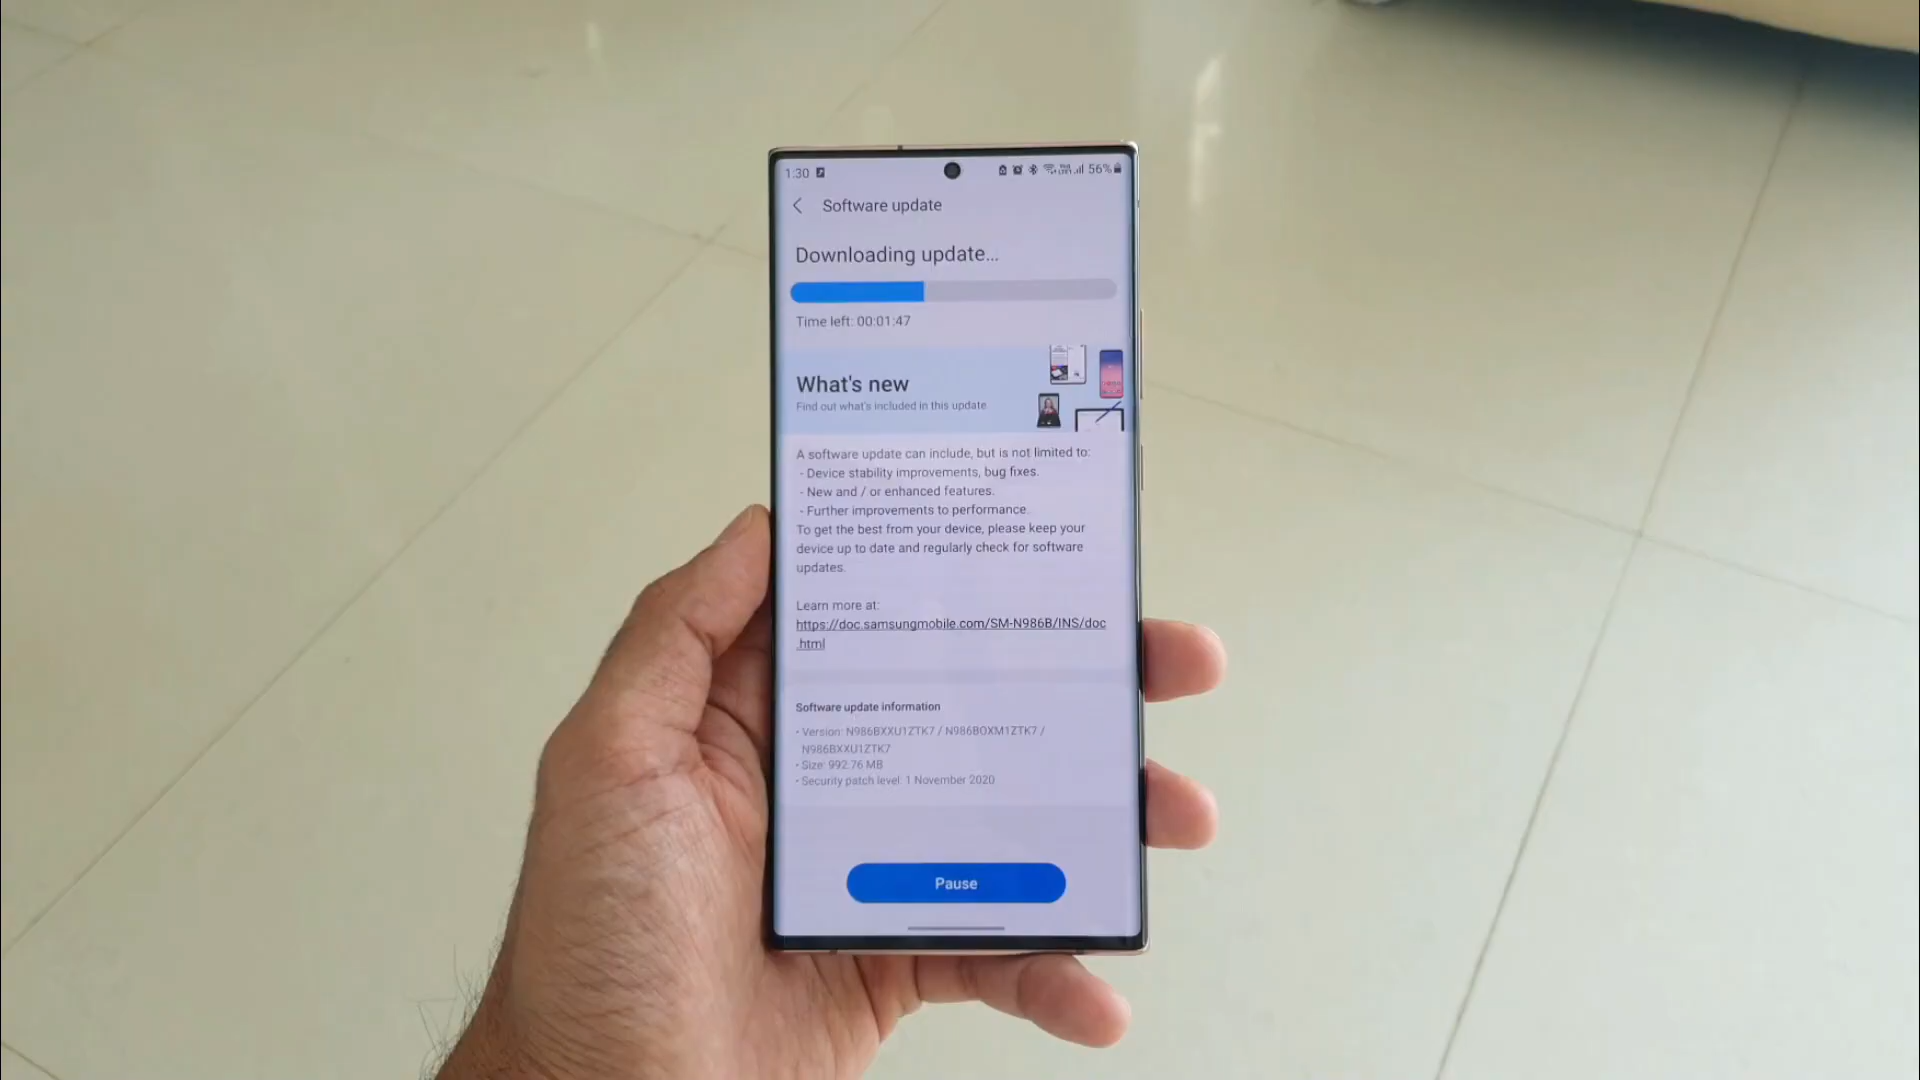 1:30
56%
Software update
Downloading update...
Time left: 00:01:47
What's new
Find out what's included in this update
A software update can include, but is not limited to:
- Device stability improvements, bug fixes.
- New and / or enhanced features.
- Further improvements to performance.
To get the best from your device, please keep your
device up to date and regularly check for software
updates.
Learn more at:
https://doc.samsungmobile.com/SM-N986B/INS/doc
.html
Software update information
• Version: N986BXXU1ZTK7 / N986BOXM1ZTK7 /
N986BXXU1ZTK7
• Size: 992.76 MB
• Security patch level: 1 November 2020
Pause